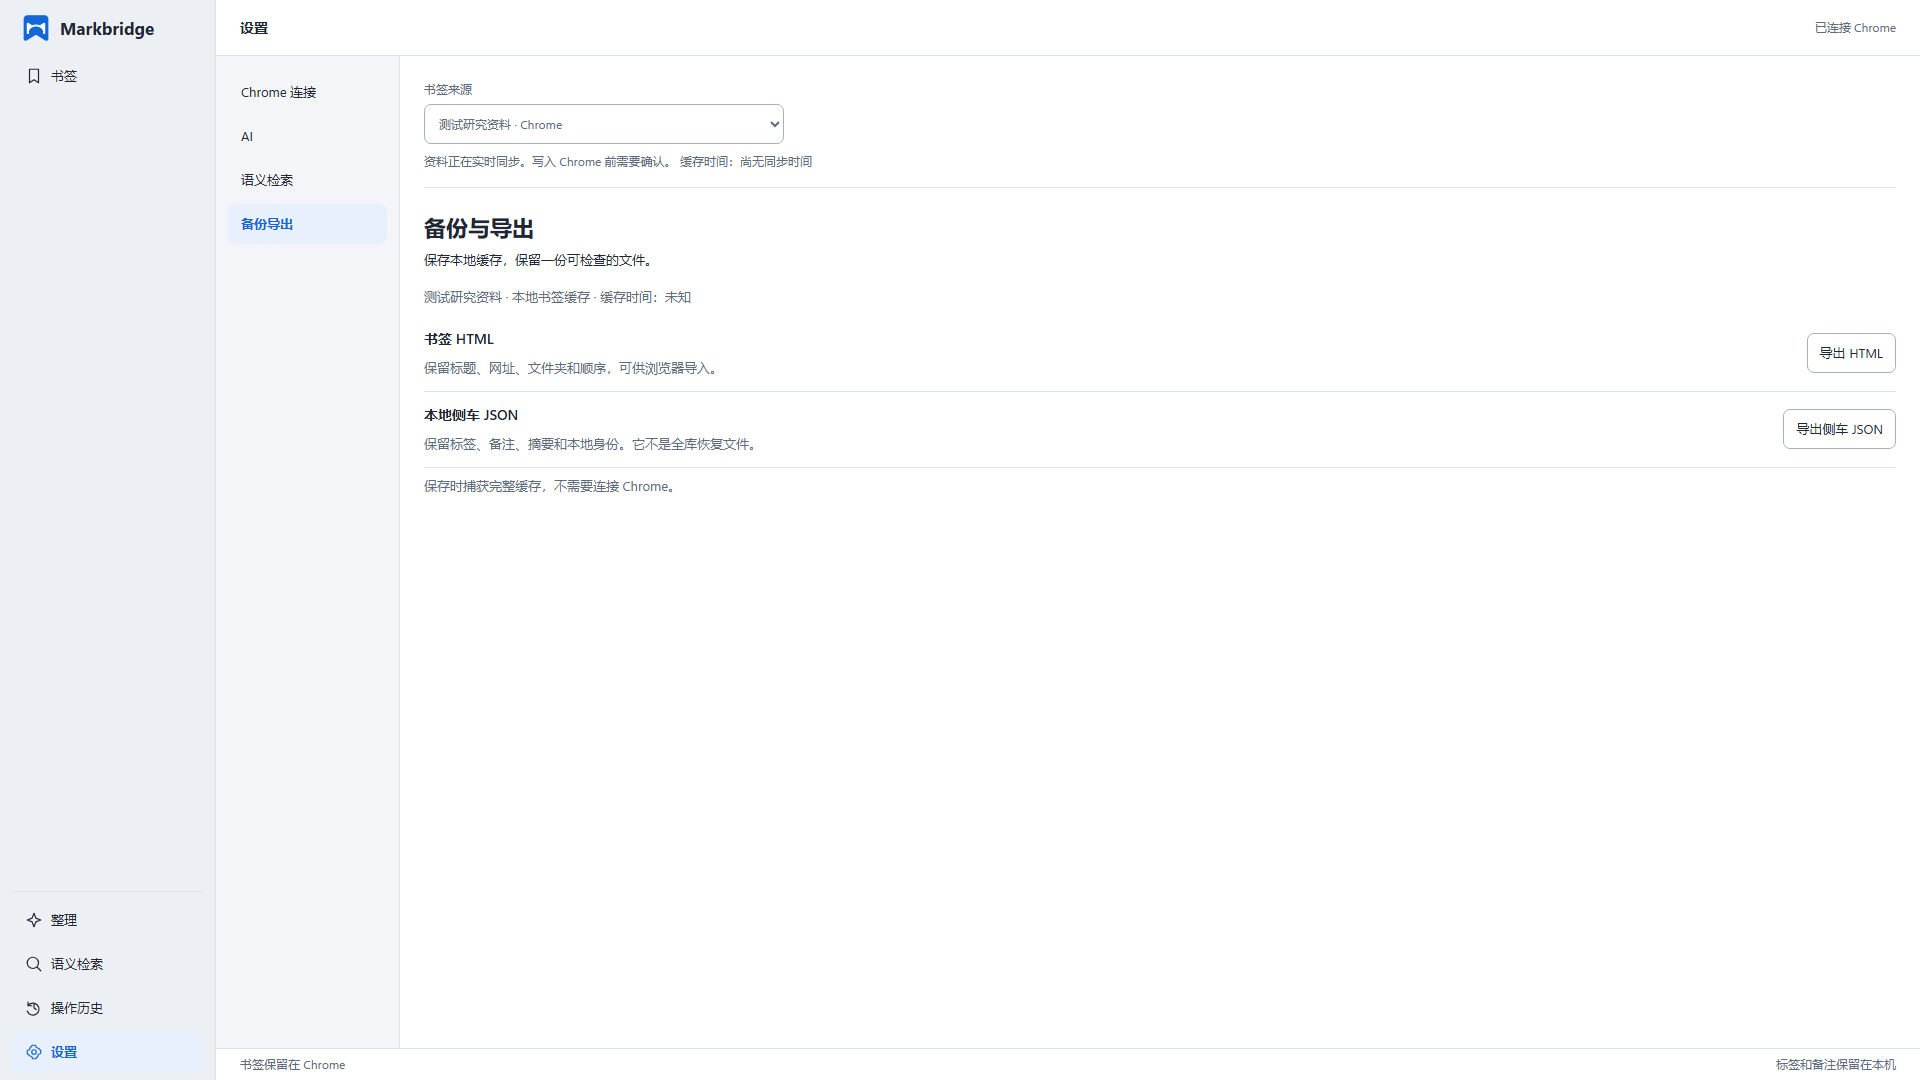 Markbridge
书签
整理
语义检索
操作历史
设置
设置
已连接 Chrome
Chrome 连接
AI
语义检索
备份导出
书签来源
测试研究资料 · Chrome
资料正在实时同步。写入 Chrome 前需要确认。 缓存时间：尚无同步时间
备份与导出
保存本地缓存，保留一份可检查的文件。
测试研究资料 · 本地书签缓存 · 缓存时间：未知
书签 HTML
保留标题、网址、文件夹和顺序，可供浏览器导入。
导出 HTML
本地侧车 JSON
保留标签、备注、摘要和本地身份。它不是全库恢复文件。
导出侧车 JSON
保存时捕获完整缓存，不需要连接 Chrome。
书签保留在 Chrome
标签和备注保留在本机